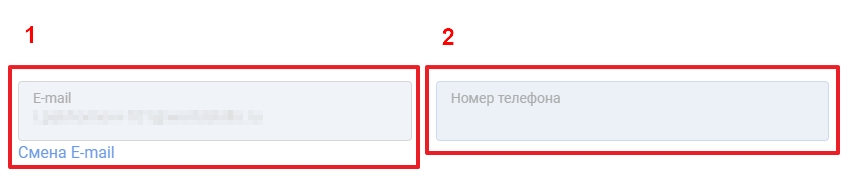 1
2
E-mail
Номер телефона
Смена E-mail